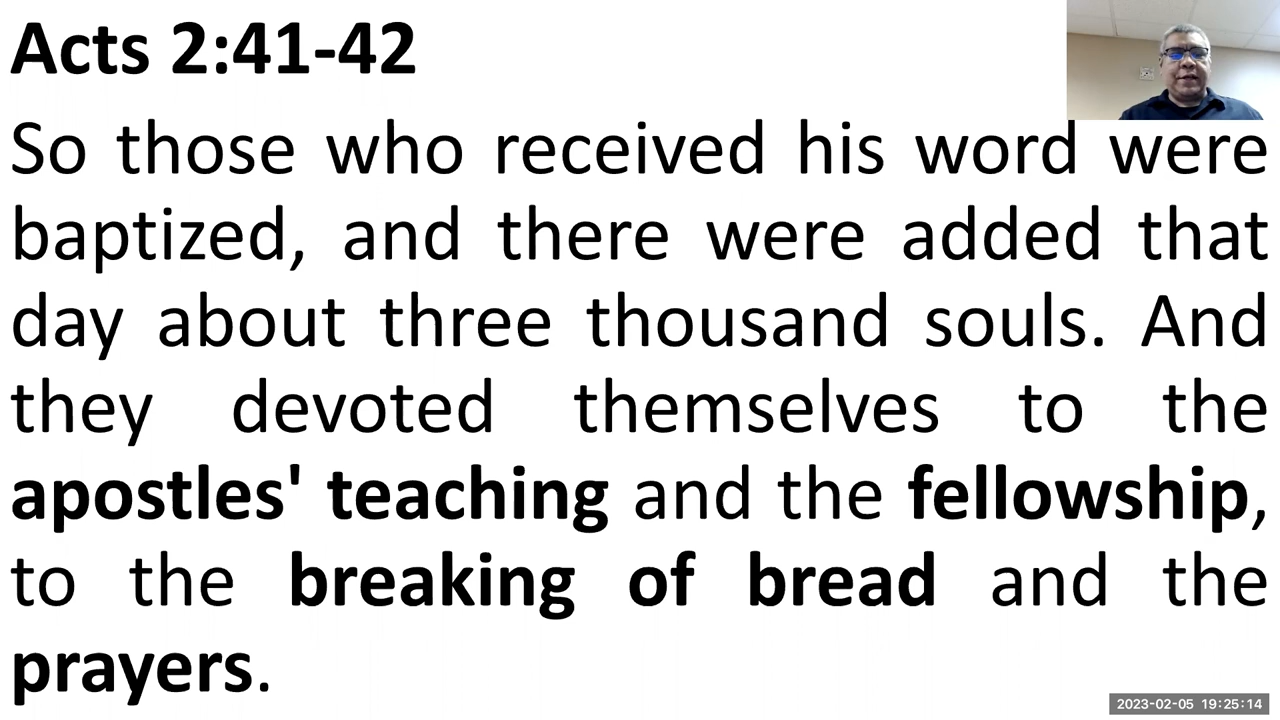 Acts 2:41-42
So those who received his word were
baptized, and there were added that
day about three thousand souls. And
they devoted themselves to the
apostles' teaching and the fellowship,
to the breaking of bread and the
prayers.
2023-02-05 19:25:14